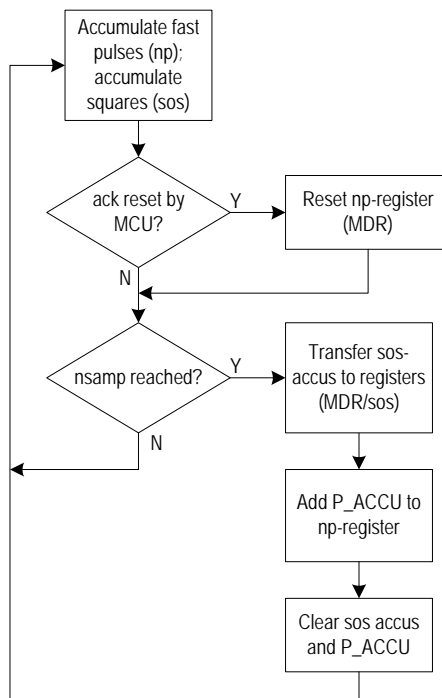 Accumulate fast
pulses (np);
accumulate
squares (sos)
ack reset by
MCU?
Y
Reset np-register
(MDR)
N
nsamp reached?
Y
Transfer sos-
accus to registers
(MDR/sos)
N
Add P_ACCU to
np-register
Clear sos accus
and P_ACCU